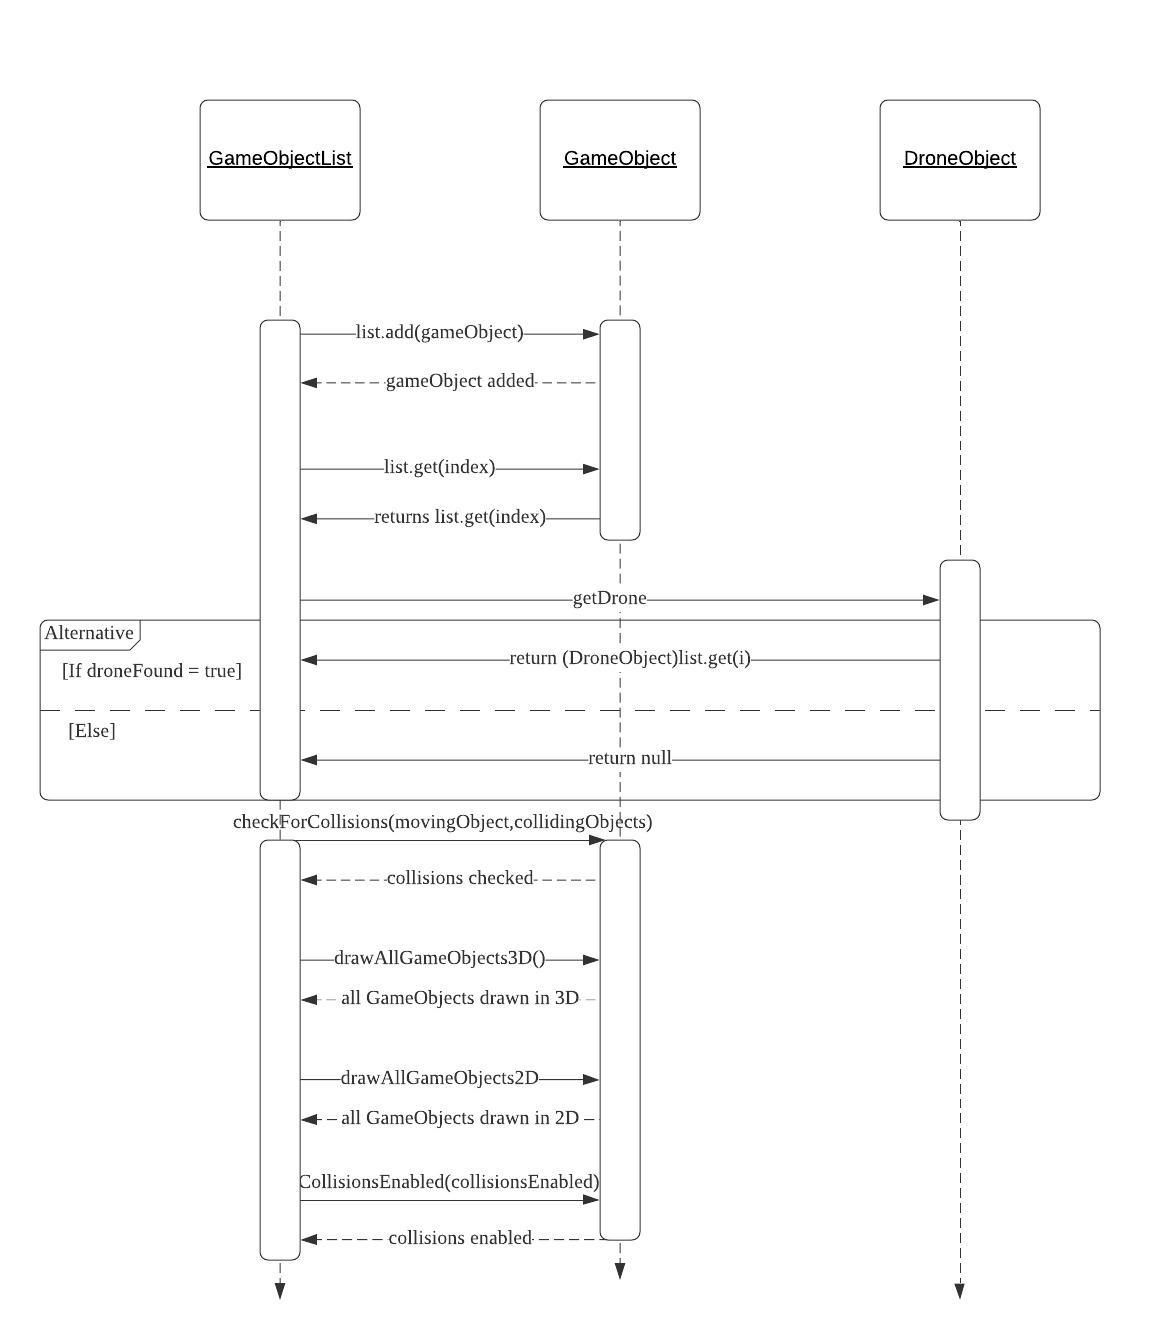 GameObjectList
GameObject
DroneObject
list.add(gameObject)
gameObject added
list.get(index)
returns list.get(index)
getDrone
Alternative
return (DroneObject)list.get(i)
[If droneFound = true]
[Else]
return null
checkForCollisions(movingObject,collidingObjects)
collisions checked
drawAllGameObjects3D()
all GameObjects drawn in 3D
drawAllGameObjects2D
all GameObjects drawn in 2D
CollisionsEnabled(collisionsEnabled)
collisions enabled